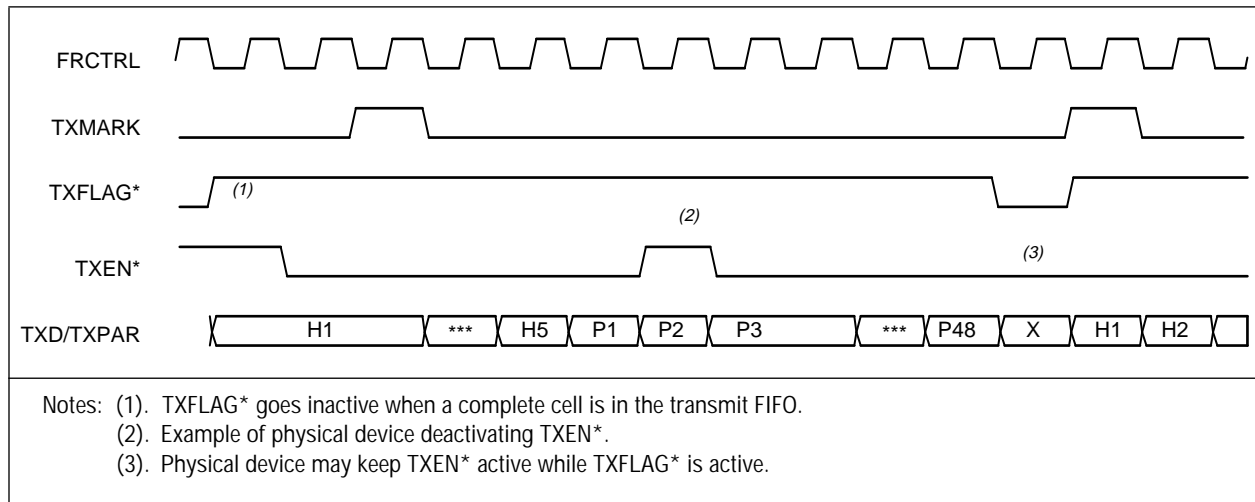 FRCTRL
TXMARK
TXFLAG*
(1)
(2)
TXEN*
(3)
TXD/TXPAR H1 *** H5 P1 P2 P3 *** P48 X H1 H2
Notes: (1). TXFLAG* goes inactive when a complete cell is in the transmit FIFO.
(2). Example of physical device deactivating TXEN*.
(3). Physical device may keep TXEN* active while TXFLAG* is active.